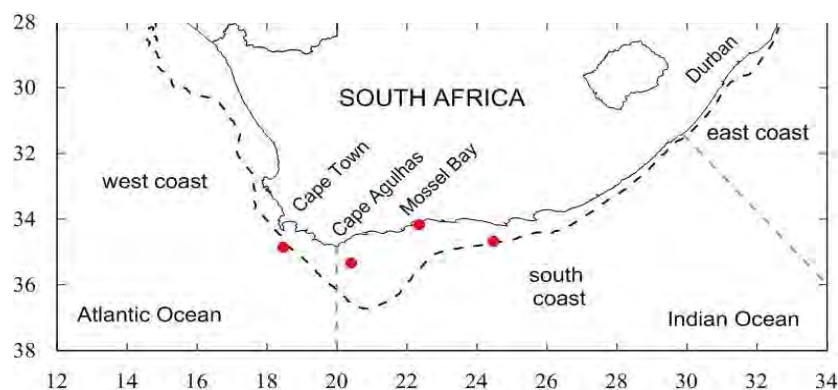 28
30
32
34
36
38
SOUTH AFRICA
Durban
east coast
west coast
Cape Town
Cape Agulhas
Mossel Bay
south
coast
Atlantic Ocean
Indian Ocean
12 14 16 18 20 22 24 26 28 30 32 34